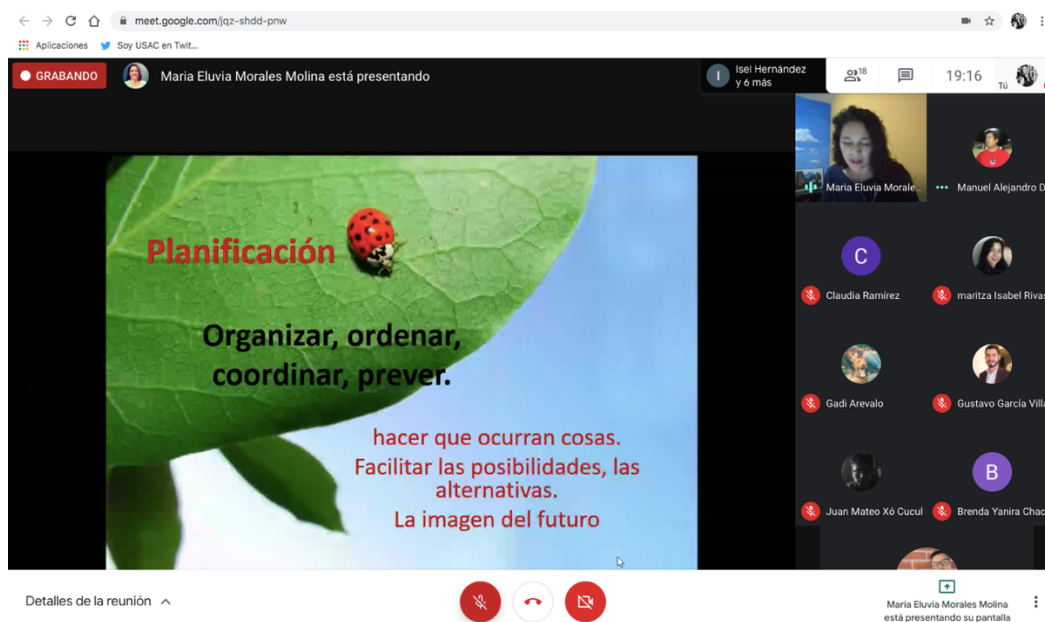 meet.google.com/jqz-shdd-pnw
Aplicaciones Soy USAC en Twit...
GRABANDO
Maria Eluvia Morales Molina está presentando
I
Isel Hernández
y 6 más
18
19:16
Tú
Planificación
Organizar, ordenar,
coordinar, prever.
hacer que ocurran cosas.
Facilitar las posibilidades, las
alternativas.
La imagen del futuro
Maria Eluvia Morale...
Manuel Alejandro D
C
Claudia Ramírez
maritza Isabel Rivas
Gadi Arevalo
Gustavo García Villa
Juan Mateo Xó Cucul
B
Brenda Yanira Chac
Detalles de la reunión
Maria Eluvia Morales Molina
está presentando su pantalla